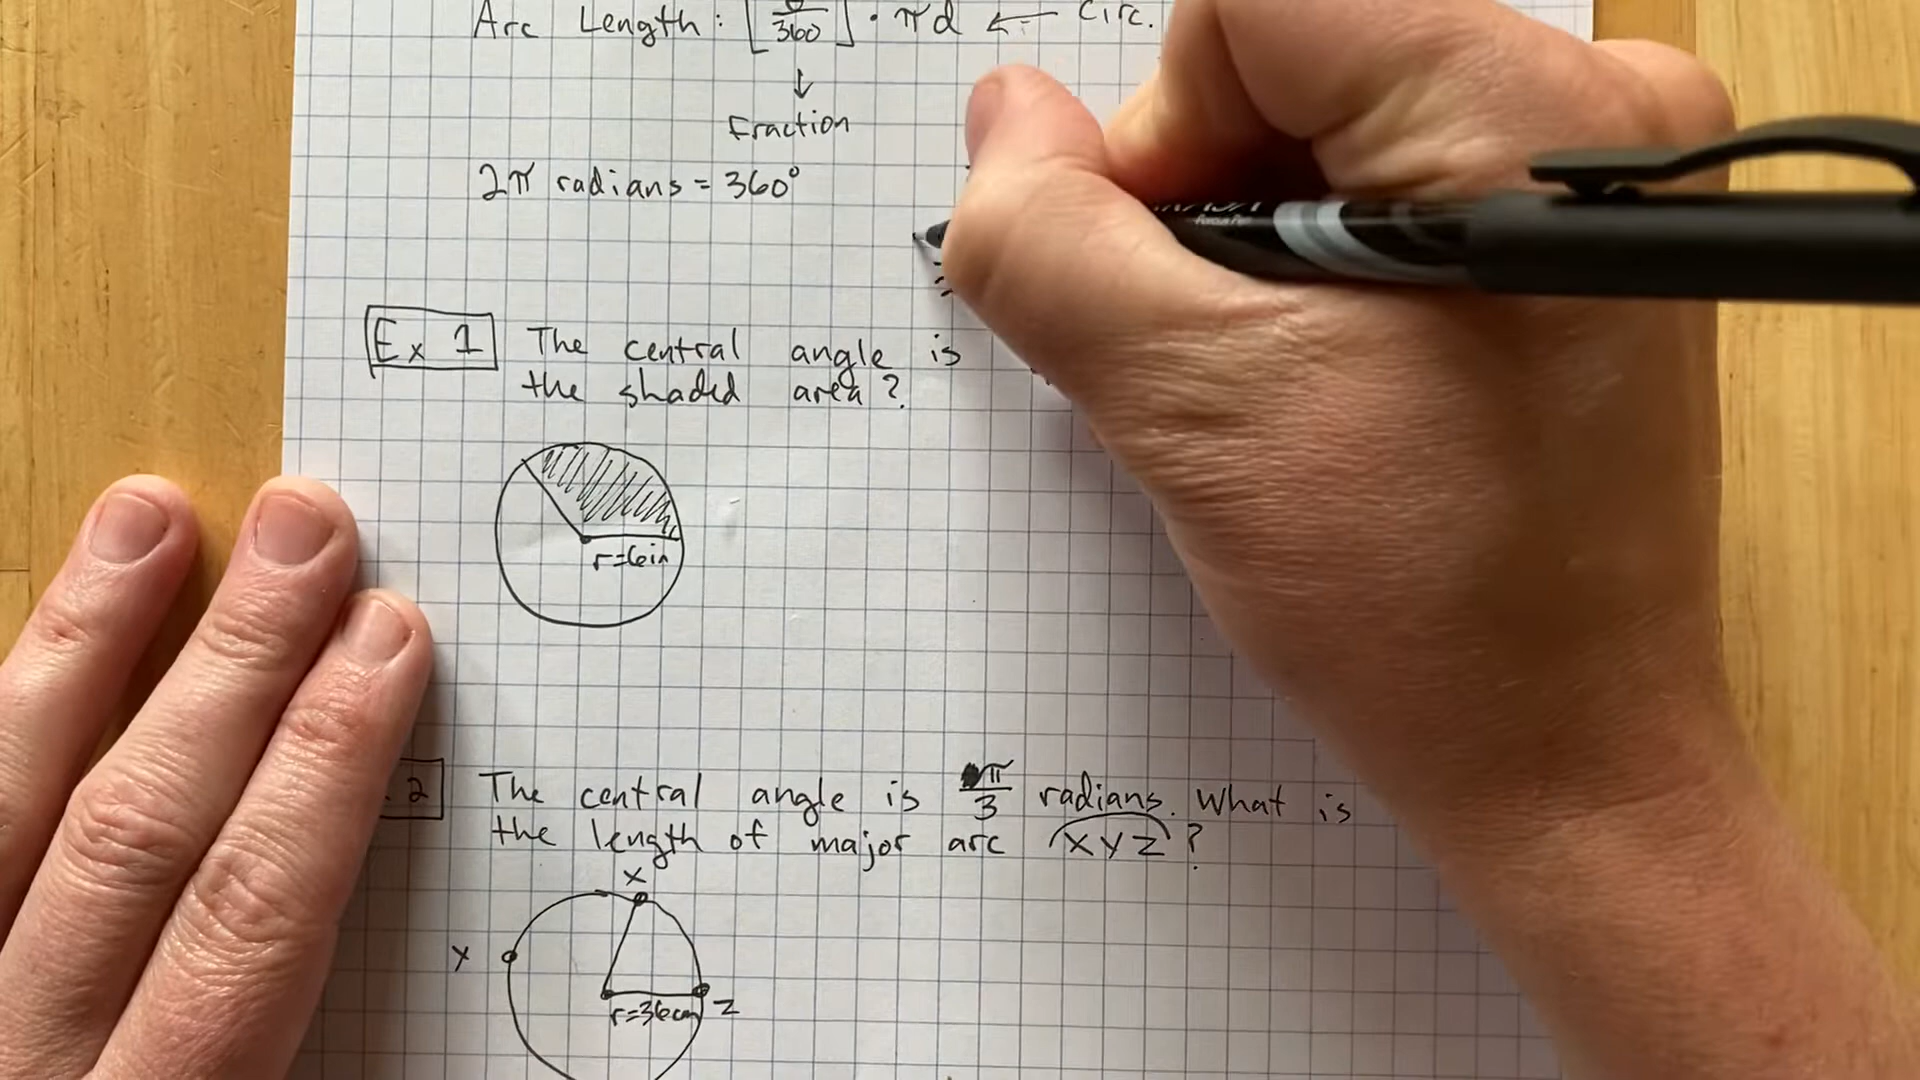 Arc Length: [θ/360] · πd ← Circ.
↓
Fraction
2π radians = 360°
Ex 1 The central angle is
the shaded area?
r=6in
. 2 The central angle is π/3 radians. What is
the length of major arc XYZ?
X
Y
r=36cm Z